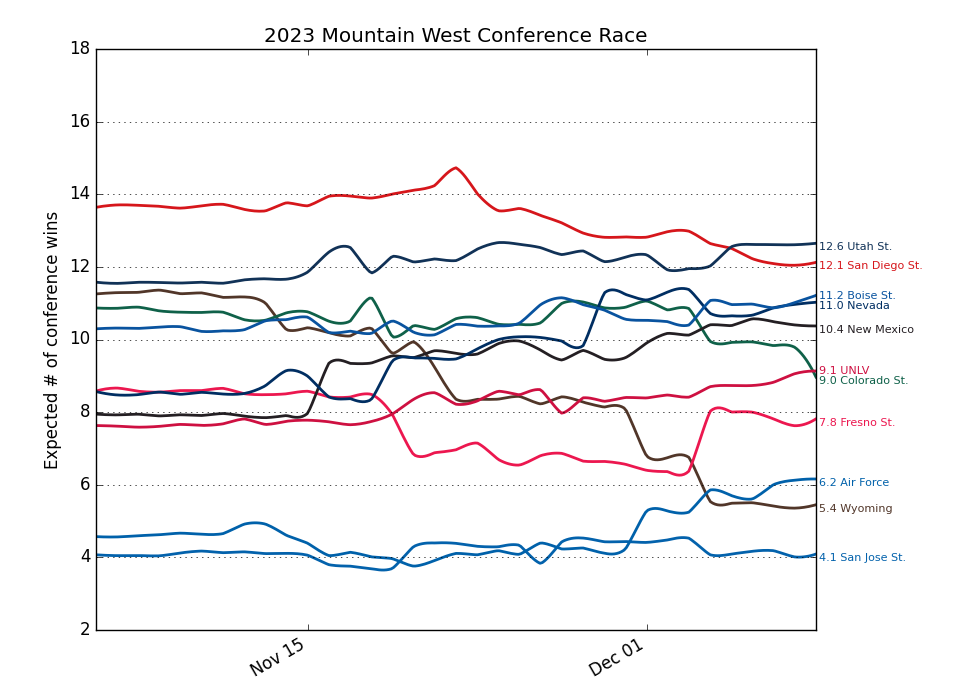 2023 Mountain West Conference Race
Expected # of conference wins
18
16
14
12
10
8
6
4
2
Nov 15
Dec 01
12.6 Utah St.
12.1 San Diego St.
11.2 Boise St.
11.0 Nevada
10.4 New Mexico
9.1 UNLV
9.0 Colorado St.
7.8 Fresno St.
6.2 Air Force
5.4 Wyoming
4.1 San Jose St.